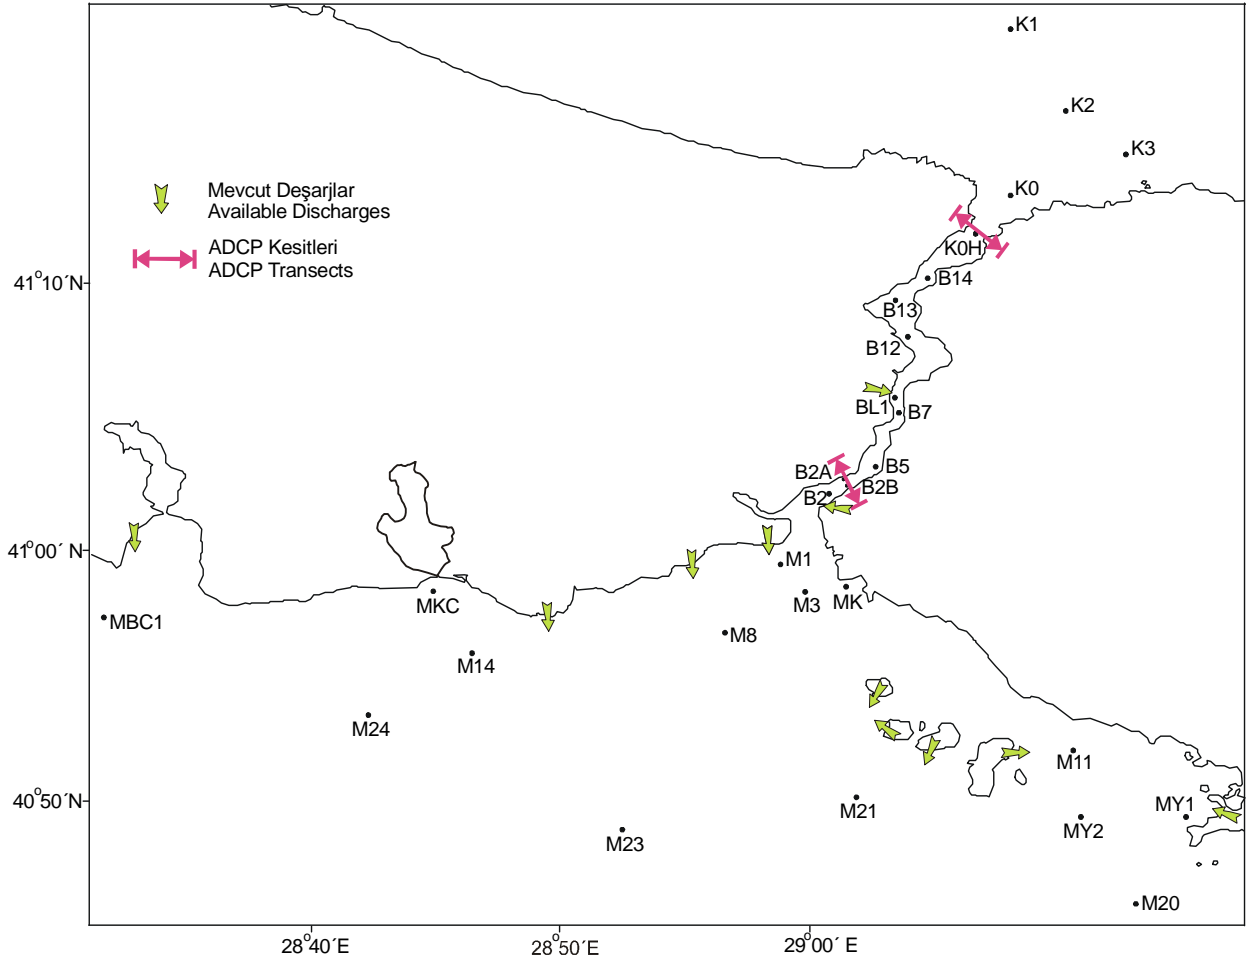 K1
K2
K3
K0
Mevcut Deşarjlar
Available Discharges
ADCP Kesitleri
ADCP Transects
K0H
41°10´N
B14
B13
B12
BL1
B7
B5
B2A
B2B
B2
41°00´ N
M1
MK
M3
MKC
MBC1
M8
M14
M24
M11
40°50´N
M21
MY1
MY2
M23
M20
28°40´E
28°50´E
29°00´ E